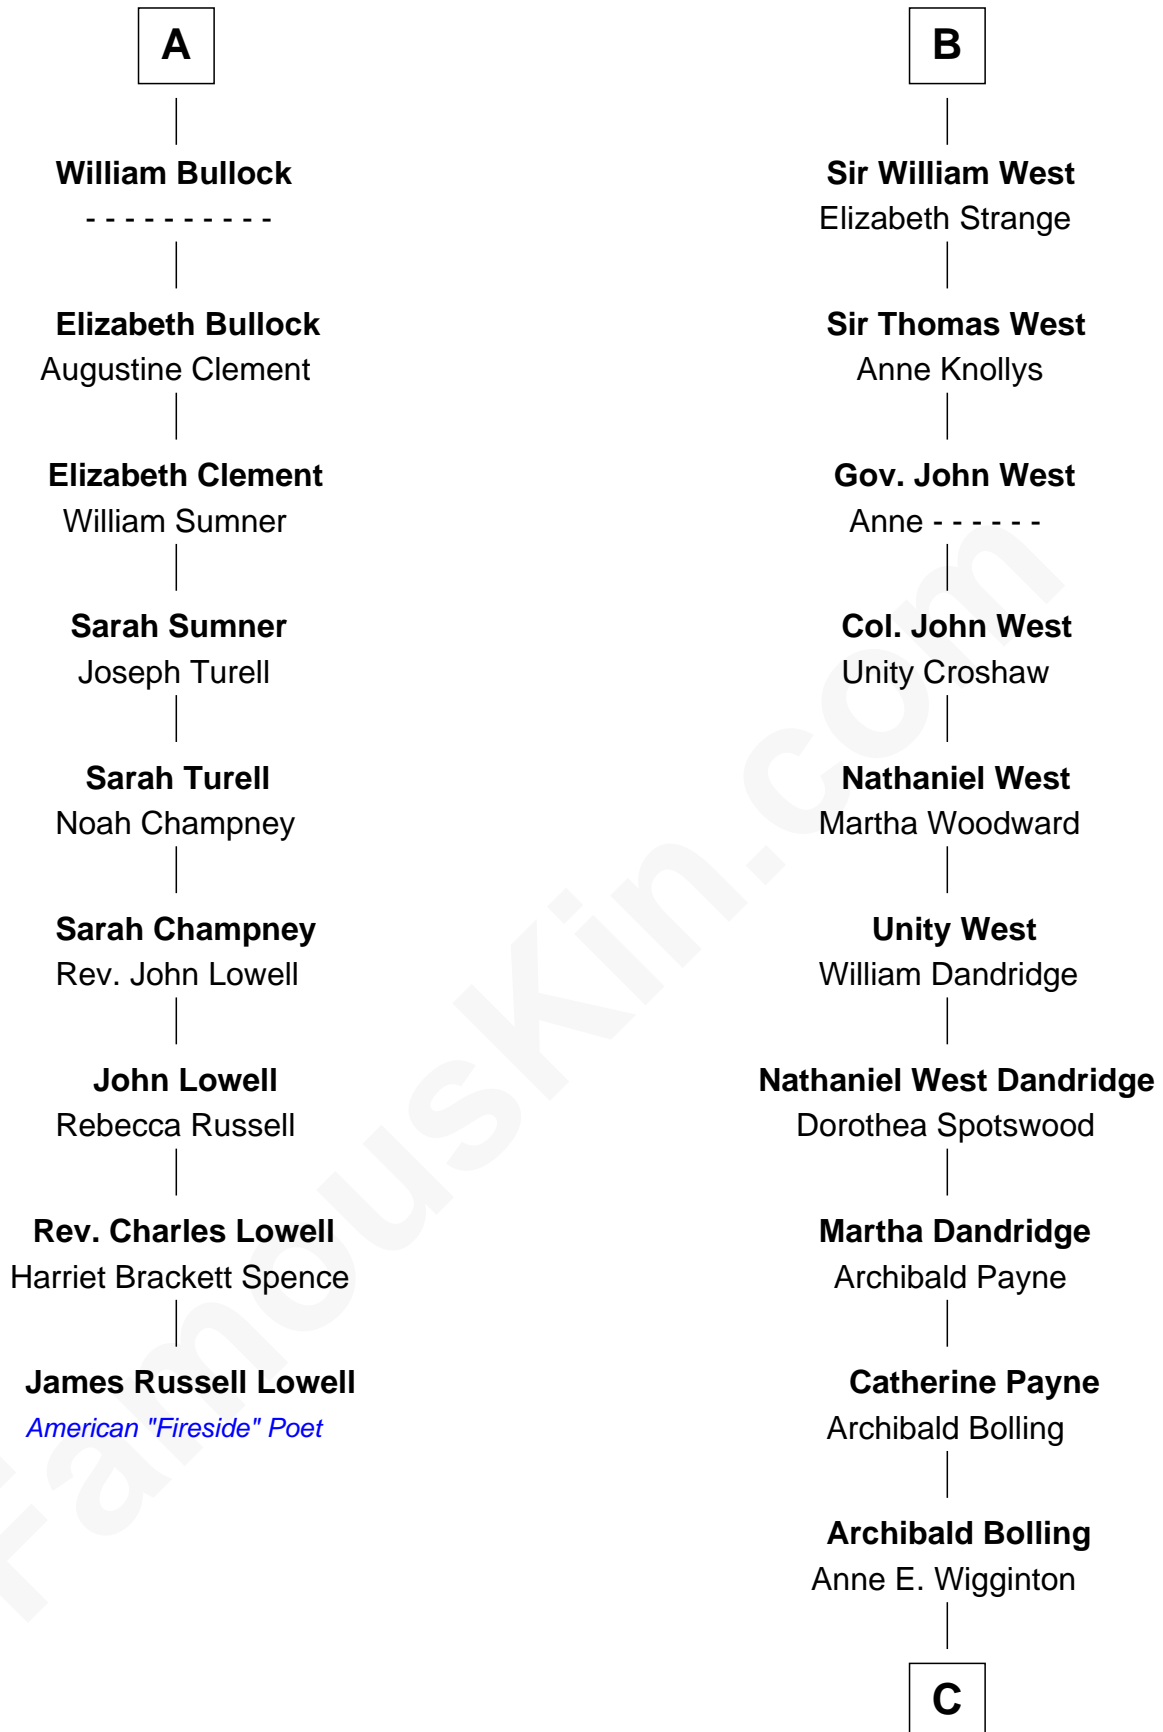 A
William Bullock
- - - - - - - - - -
Elizabeth Bullock
Augustine Clement
Elizabeth Clement
William Sumner
Sarah Sumner
Joseph Turell
Sarah Turell
Noah Champney
Sarah Champney
Rev. John Lowell
John Lowell
Rebecca Russell
Rev. Charles Lowell
Harriet Brackett Spence
James Russell Lowell
American "Fireside" Poet
B
Sir William West
Elizabeth Strange
Sir Thomas West
Anne Knollys
Gov. John West
Anne - - - - - -
Col. John West
Unity Croshaw
Nathaniel West
Martha Woodward
Unity West
William Dandridge
Nathaniel West Dandridge
Dorothea Spotswood
Martha Dandridge
Archibald Payne
Catherine Payne
Archibald Bolling
Archibald Bolling
Anne E. Wigginton
C
FamousKin.com